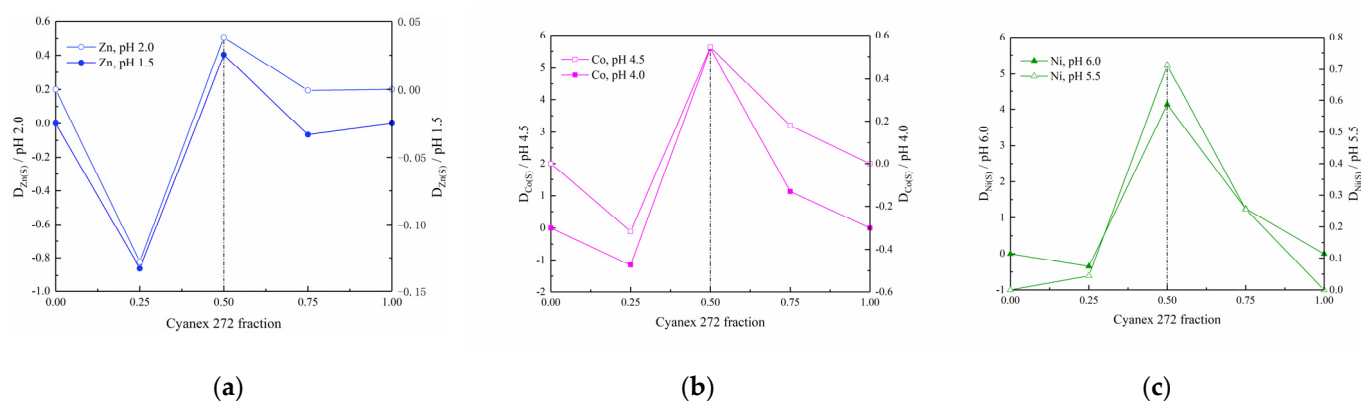 Zn, pH 2.0
Zn, pH 1.5
D_Zn(S) / pH 2.0
0.6
0.4
0.2
0.0
-0.2
-0.4
-0.6
-0.8
-1.0
0.05
0.00
-0.05
-0.10
-0.15
D_Zn(S) / pH 1.5
0.00 0.25 0.50 0.75 1.00
Cyanex 272 fraction
(a)
Co, pH 4.5
Co, pH 4.0
D_Co(S) / pH 4.5
6
5
4
3
2
1
0
-1
-2
0.6
0.4
0.2
0.0
-0.2
-0.4
-0.6
D_Co(S) / pH 4.0
0.00 0.25 0.50 0.75 1.00
Cyanex 272 fraction
(b)
Ni, pH 6.0
Ni, pH 5.5
D_Ni(S) / pH 6.0
6
5
4
3
2
1
0
-1
0.8
0.7
0.6
0.5
0.4
0.3
0.2
0.1
0.0
D_Ni(S) / pH 5.5
0.00 0.25 0.50 0.75 1.00
Cyanex 272 fraction
(c)